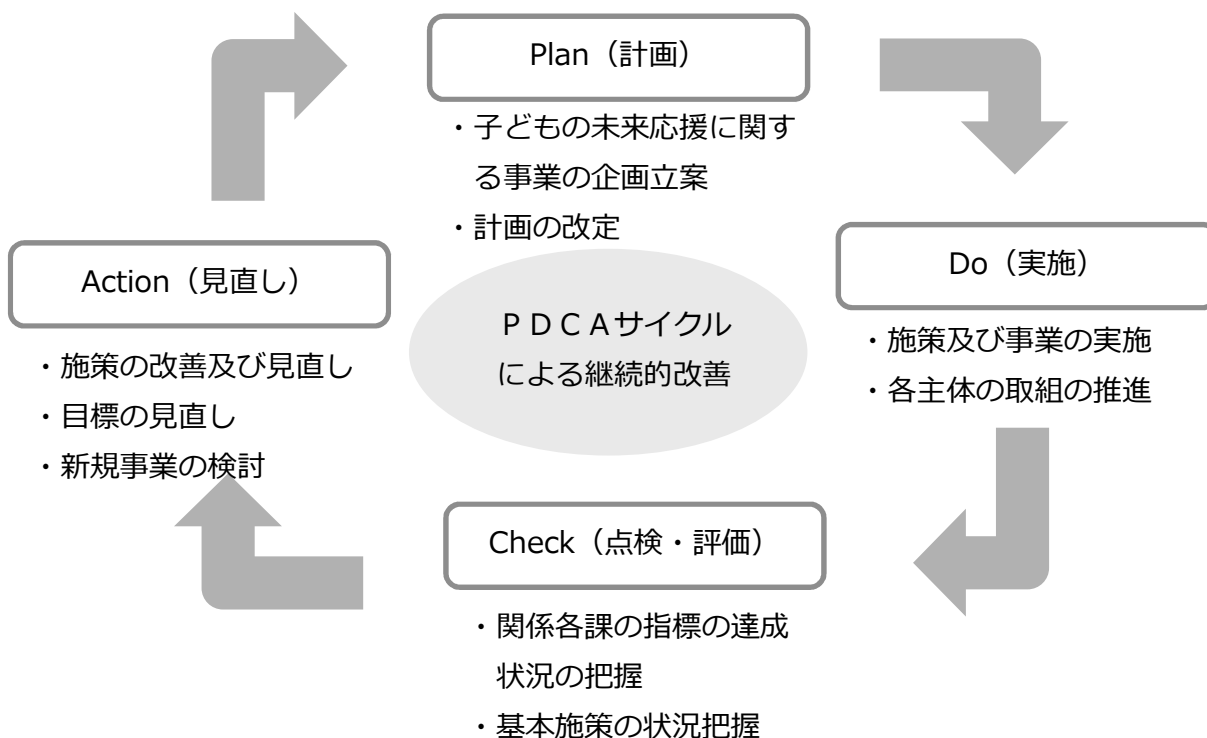 Plan（計画）
・子どもの未来応援に関す
る事業の企画立案
・計画の改定
Do（実施）
・施策及び事業の実施
・各主体の取組の推進
Check（点検・評価）
・関係各課の指標の達成
状況の把握
・基本施策の状況把握
Action（見直し）
・施策の改善及び見直し
・目標の見直し
・新規事業の検討
ＰＤＣＡサイクル
による継続的改善